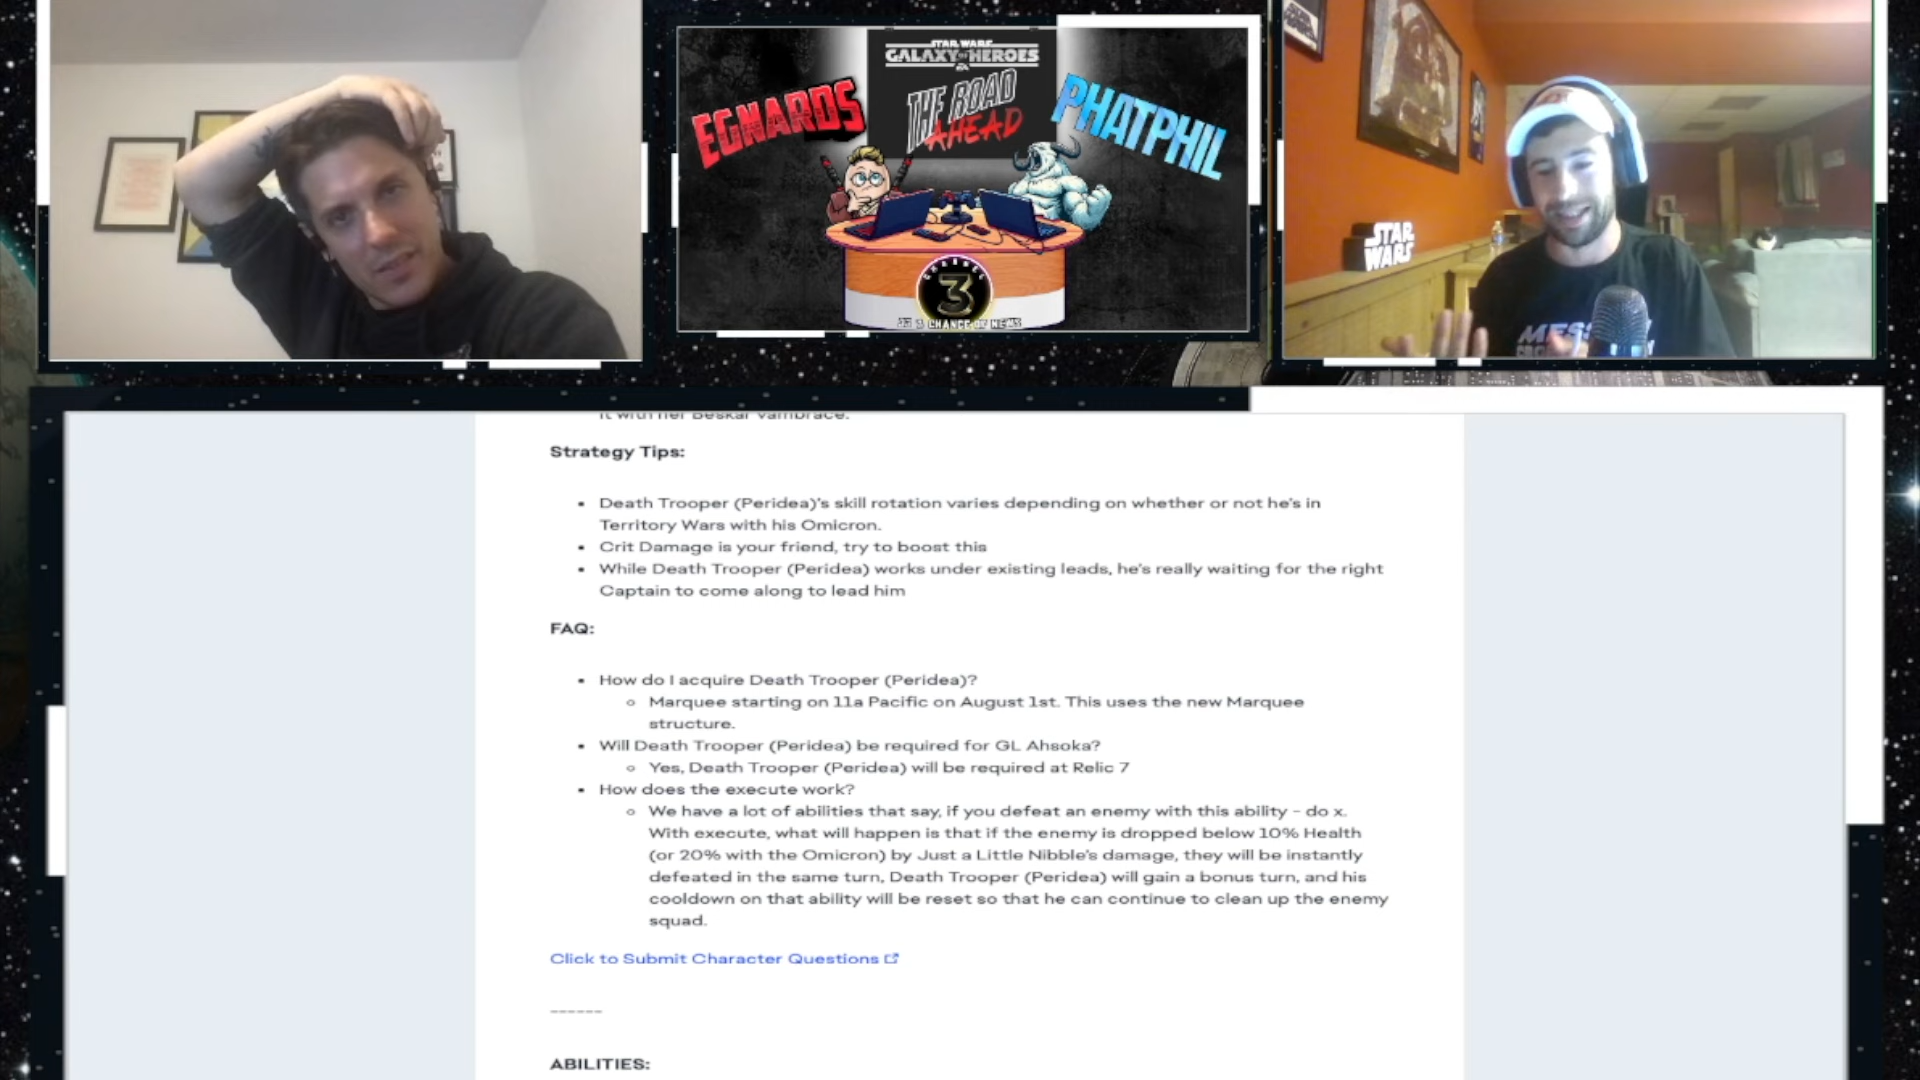 STAR WARS
GALAXY OF HEROES
EA
THE ROAD
AHEAD
EGNARDS
PHATPHIL
3
STAR
WARS
it with her Beskar Vambrace.
Strategy Tips:
Death Trooper (Peridea)'s skill rotation varies depending on whether or not he's in
Territory Wars with his Omicron.
Crit Damage is your friend, try to boost this
While Death Trooper (Peridea) works under existing leads, he's really waiting for the right
Captain to come along to lead him
FAQ:
How do I acquire Death Trooper (Peridea)?
Marquee starting on 11a Pacific on August 1st. This uses the new Marquee
structure.
Will Death Trooper (Peridea) be required for GL Ahsoka?
Yes, Death Trooper (Peridea) will be required at Relic 7
How does the execute work?
We have a lot of abilities that say, if you defeat an enemy with this ability - do x.
With execute, what will happen is that if the enemy is dropped below 10% Health
(or 20% with the Omicron) by Just a Little Nibble's damage, they will be instantly
defeated in the same turn, Death Trooper (Peridea) will gain a bonus turn, and his
cooldown on that ability will be reset so that he can continue to clean up the enemy
squad.
Click to Submit Character Questions
------
ABILITIES: